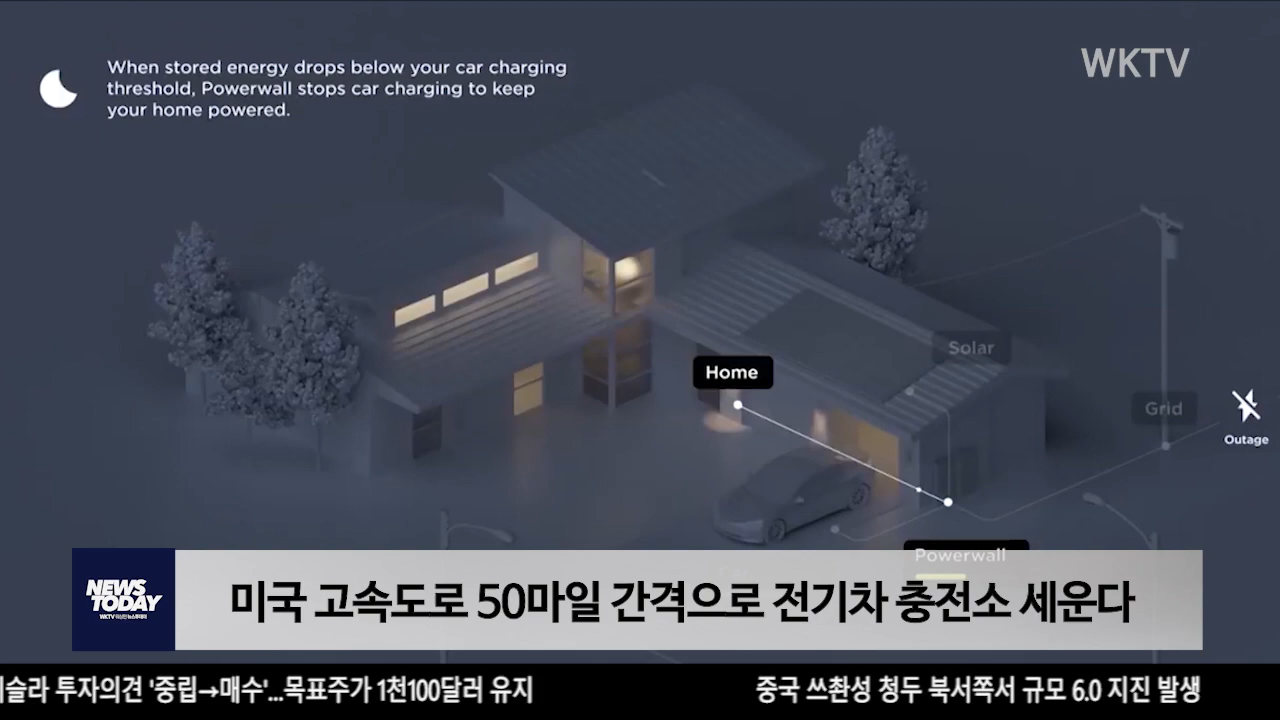 When stored energy drops below your car charging
threshold, Powerwall stops car charging to keep
your home powered.
WKTV
Solar
Home
Grid
Outage
Powerwall
NEWS
TODAY
미국 고속도로 50마일 간격으로 전기차 충전소 세운다
슬라 투자의견 '중립→매수'...목표주가 1천100달러 유지
중국 쓰촨성 청두 북서쪽서 규모 6.0 지진 발생